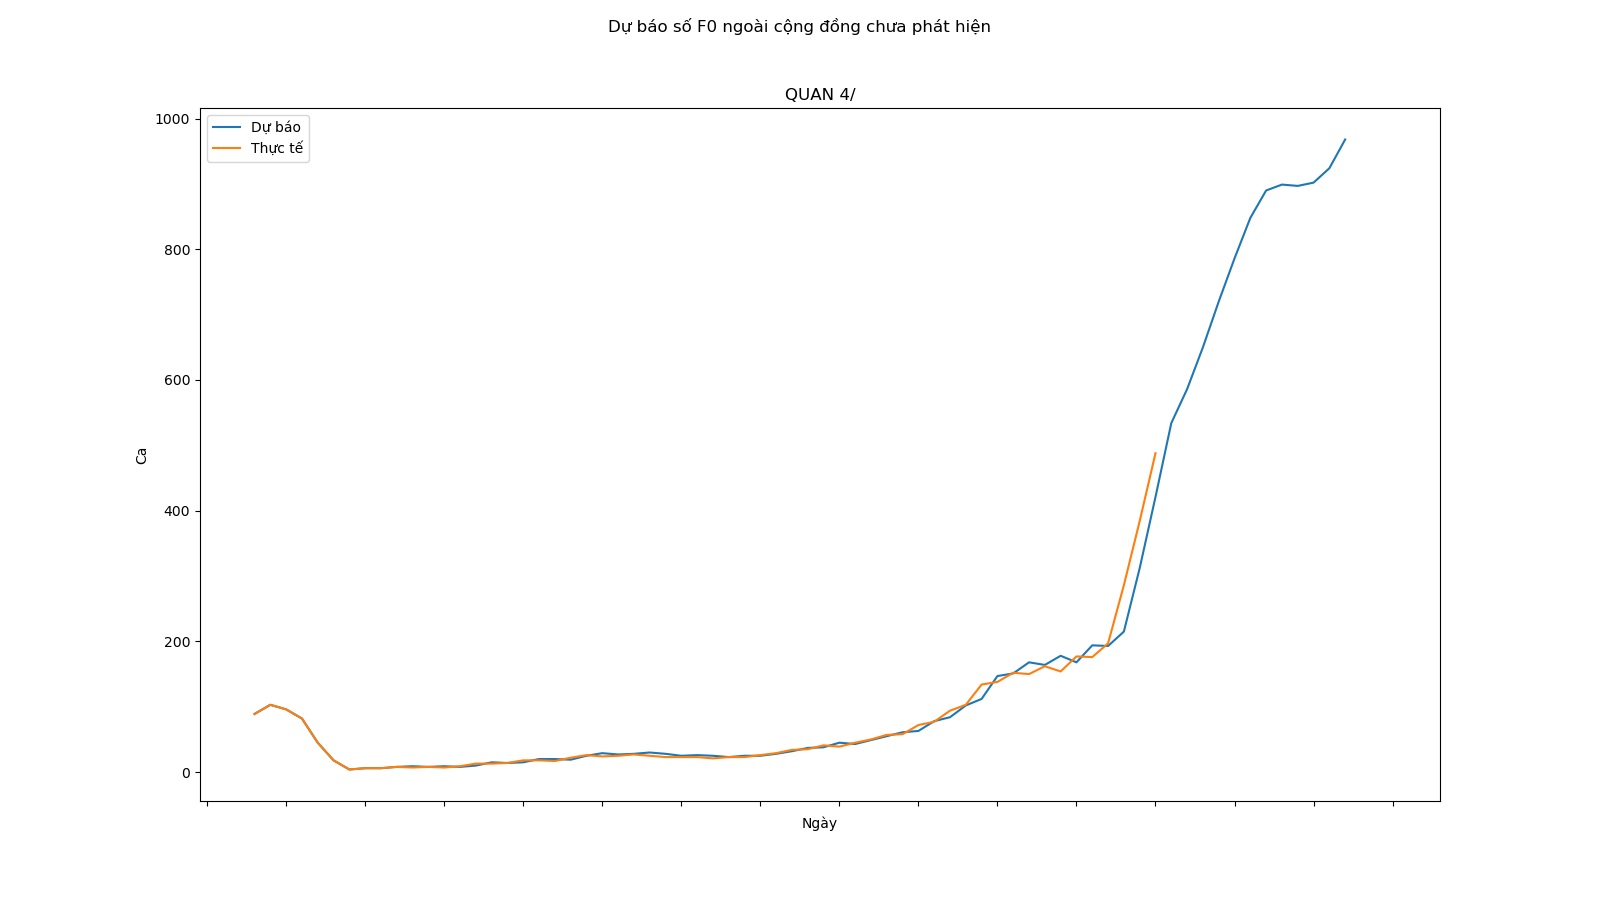 Dự báo số F0 ngoài cộng đồng chưa phát hiện
QUAN 4/
Dự báo
Thực tế
1000
800
600
400
200
0
Ca
Ngày